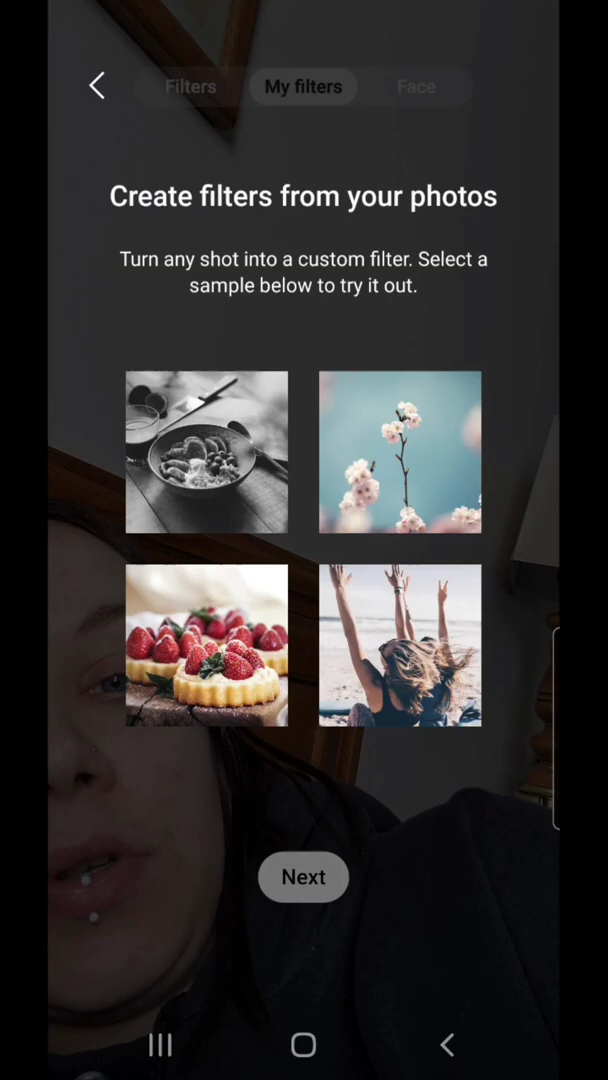 Filters My filters Face
Create filters from your photos
Turn any shot into a custom filter. Select a
sample below to try it out.
Next